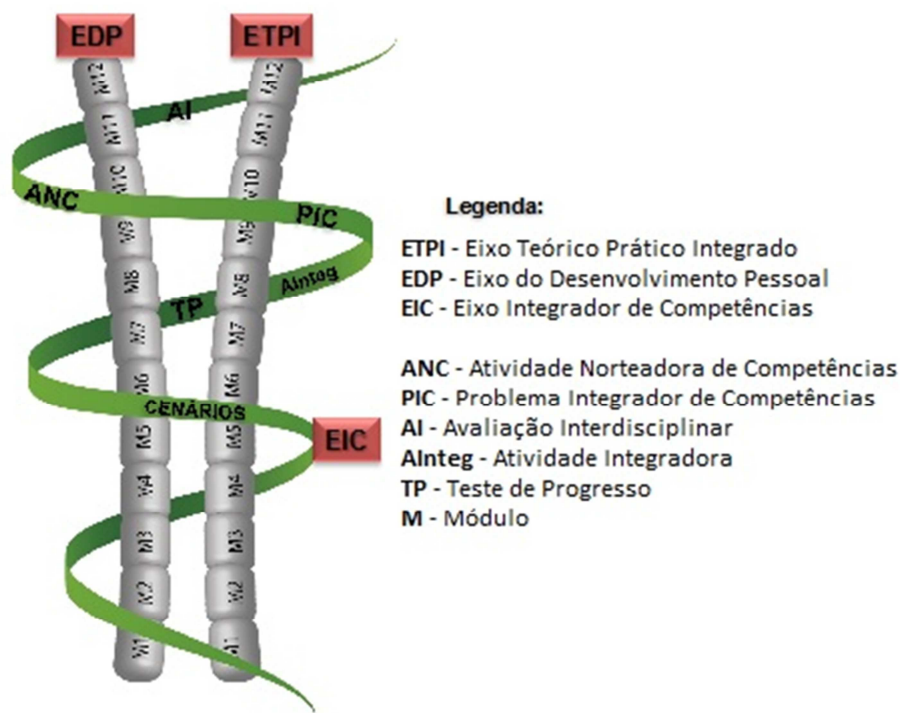 EDP
ETPI
M12
M12
AI
M11
M11
M10
M10
ANC
PIC
M9
M9
M8
M8
AInteg
TP
M7
M7
M6
M6
CENÁRIOS
M5
M5
EIC
M4
M4
M3
M3
M2
M2
M1
M1
Legenda:
ETPI - Eixo Teórico Prático Integrado
EDP - Eixo do Desenvolvimento Pessoal
EIC - Eixo Integrador de Competências
ANC - Atividade Norteadora de Competências
PIC - Problema Integrador de Competências
AI - Avaliação Interdisciplinar
AInteg - Atividade Integradora
TP - Teste de Progresso
M - Módulo